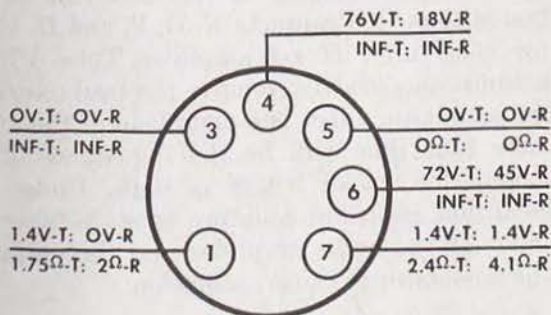 76V-T: 18V-R
INF-T: INF-R
4
OV-T: OV-R
INF-T: INF-R
3
5
OV-T: OV-R
OΩ-T: OΩ-R
6
72V-T: 45V-R
INF-T: INF-R
1.4V-T: OV-R
1.75Ω-T: 2Ω-R
1
7
1.4V-T: 1.4V-R
2.4Ω-T: 4.1Ω-R